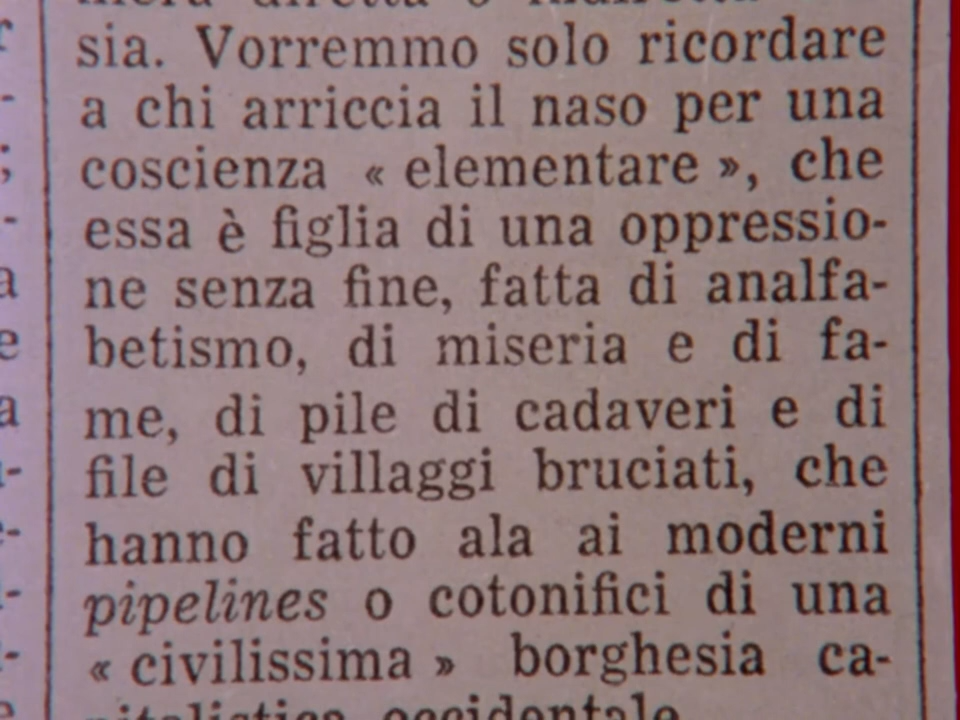 sia. Vorremmo solo ricordare
a chi arriccia il naso per una
coscienza « elementare », che
essa è figlia di una oppressio-
ne senza fine, fatta di analfa-
betismo, di miseria e di fa-
me, di pile di cadaveri e di
file di villaggi bruciati, che
hanno fatto ala ai moderni
pipelines o cotonifici di una
« civilissima » borghesia ca-
pitalistica occidentale